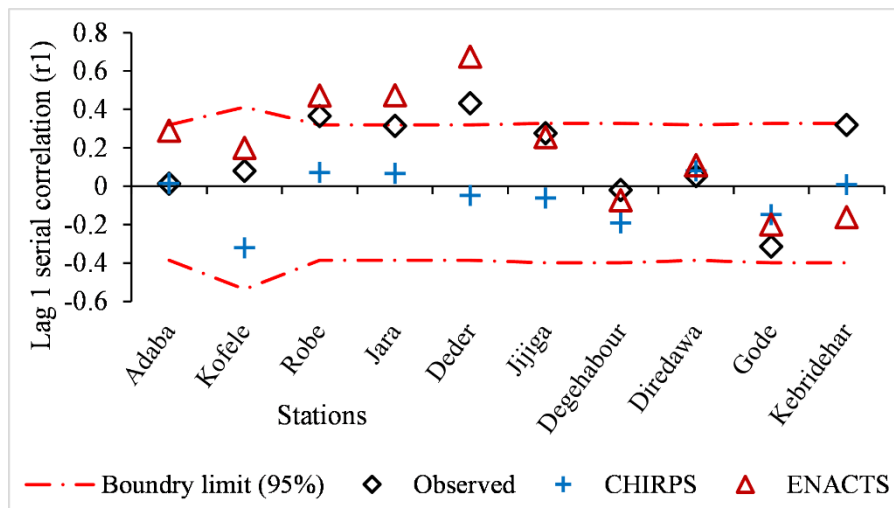 Lag 1 serial correlation (r1)
0.8
0.6
0.4
0.2
0
-0.2
-0.4
-0.6
Adaba
Kofele
Robe
Jara
Deder
Jijiga
Degehabour
Diredawa
Gode
Kebridehar
Stations
Boundry limit (95%) Observed CHIRPS ENACTS